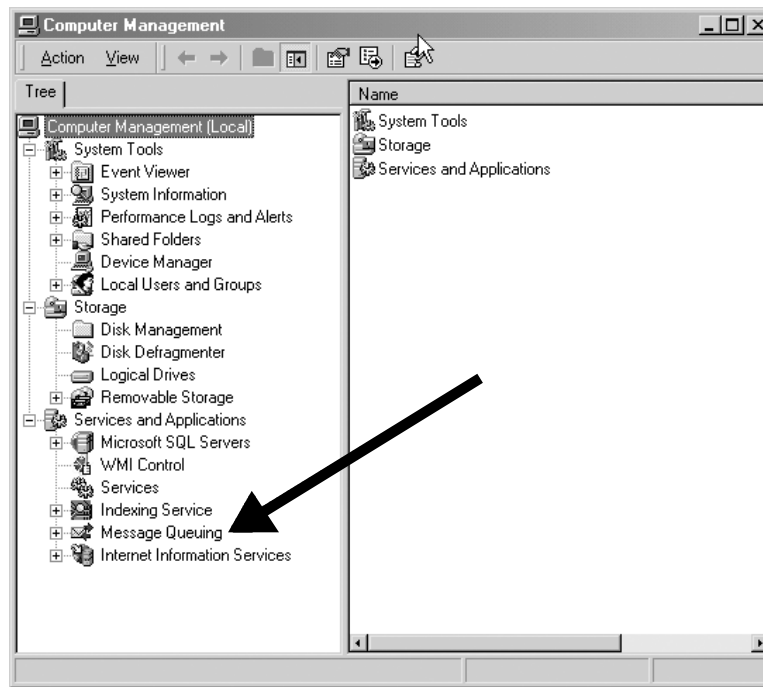 Computer Management
Action View
Tree
Name
Computer Management (Local)
System Tools
Event Viewer
System Information
Performance Logs and Alerts
Shared Folders
Device Manager
Local Users and Groups
Storage
Disk Management
Disk Defragmenter
Logical Drives
Removable Storage
Services and Applications
Microsoft SQL Servers
WMI Control
Services
Indexing Service
Message Queuing
Internet Information Services
System Tools
Storage
Services and Applications